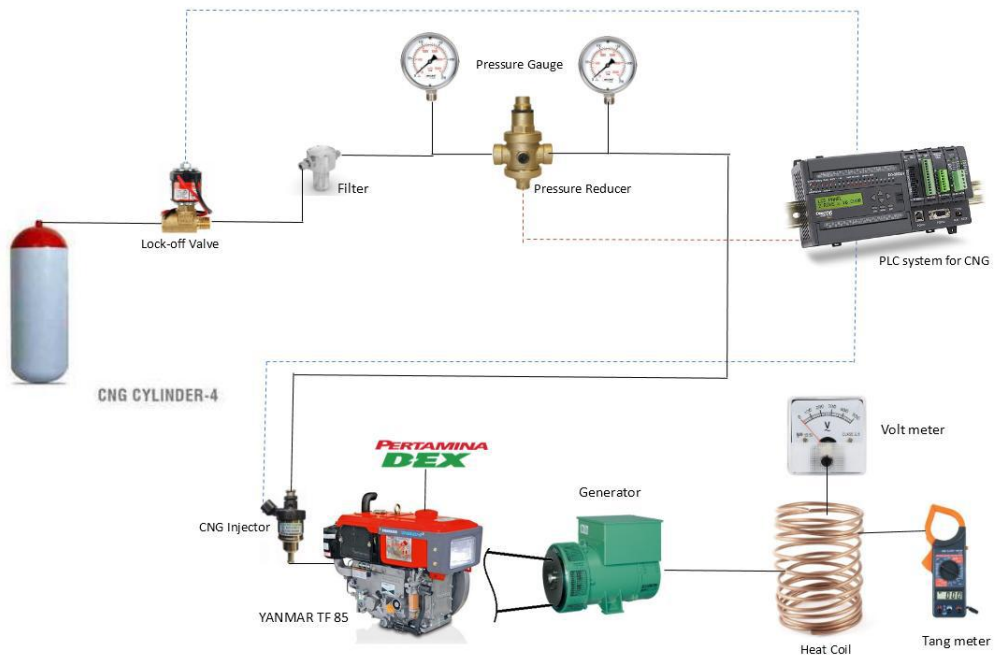 Pressure Gauge
Filter
Pressure Reducer
Lock-off Valve
PLC system for CNG
CNG CYLINDER-4
PERTAMINA
DEX
Volt meter
V
Generator
CNG Injector
YANMAR TF 85
Heat Coil
Tang meter